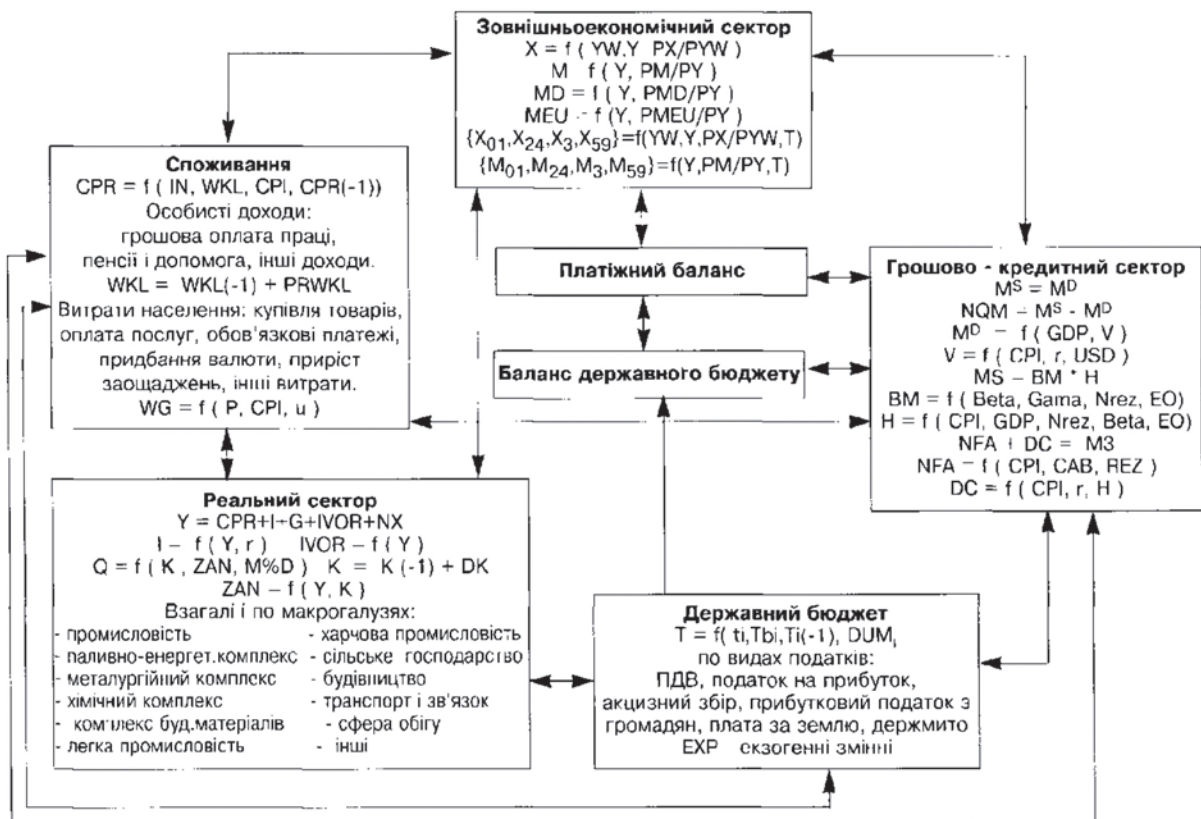 Зовнішньоекономічний сектор
X = f ( YW,Y PX/PYW )
M f ( Y, PM/PY )
MD = f ( Y, PMD/PY )
MEU - f ( Y, PMEU/PY )
{X01,X24,X3,X59}=f(YW,Y,PX/PYW,T)
{M01,M24,M3,M59}=f(Y,PM/PY,T)
Споживання
CPR = f ( IN, WKL, CPI, CPR(-1))
Особисті доходи:
грошова оплата праці,
пенсії і допомога, інші доходи.
WKL = WKL(-1) + PRWKL
Витрати населення: купівля товарів,
оплата послуг, обов'язкові платежі,
придбання валюти, приріст
заощаджень, інші витрати.
WG = f ( P, CPI, u )
Платіжний баланс
Баланс державного бюджету
Грошово - кредитний сектор
MS = MD
NQM = MS - MD
MD = f ( GDP, V )
V = f ( CPI, r, USD )
MS = BM * H
BM = f ( Beta, Gama, Nrez, EO)
H = f ( CPI, GDP, Nrez, Beta, EO)
NFA + DC = M3
NFA = f ( CPI, CAB, REZ )
DC = f ( CPI, r, H )
Реальний сектор
Y = CPR+I+G+IVOR+NX
I = f ( Y, r ) IVOR = f ( Y )
Q = f ( K , ZAN, M%D ) K = K (-1) + DK
ZAN = f ( Y, K )
Взагалі і по макрогалузях:
- промисловість
- паливно-енергет.комплекс
- металургійний комплекс
- хімічний комплекс
- комплекс буд.матеріалів
- легка промисловість
- харчова промисловість
- сільське господарство
- будівництво
- транспорт і зв'язок
- сфера обігу
- інші
Державний бюджет
T = f( ti,Tbi,Ti(-1), DUM,
по видах податків:
ПДВ, податок на прибуток,
акцизний збір, прибутковий податок з
громадян, плата за землю, держмито
EXP екзогенні змінні